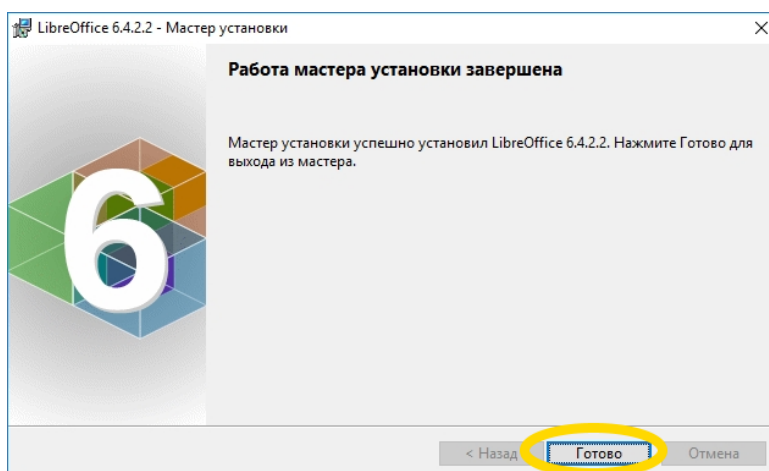 LibreOffice 6.4.2.2 - Мастер установки
Работа мастера установки завершена
Мастер установки успешно установил LibreOffice 6.4.2.2. Нажмите Готово для
выхода из мастера.
6
< Назад
Готово
Отмена